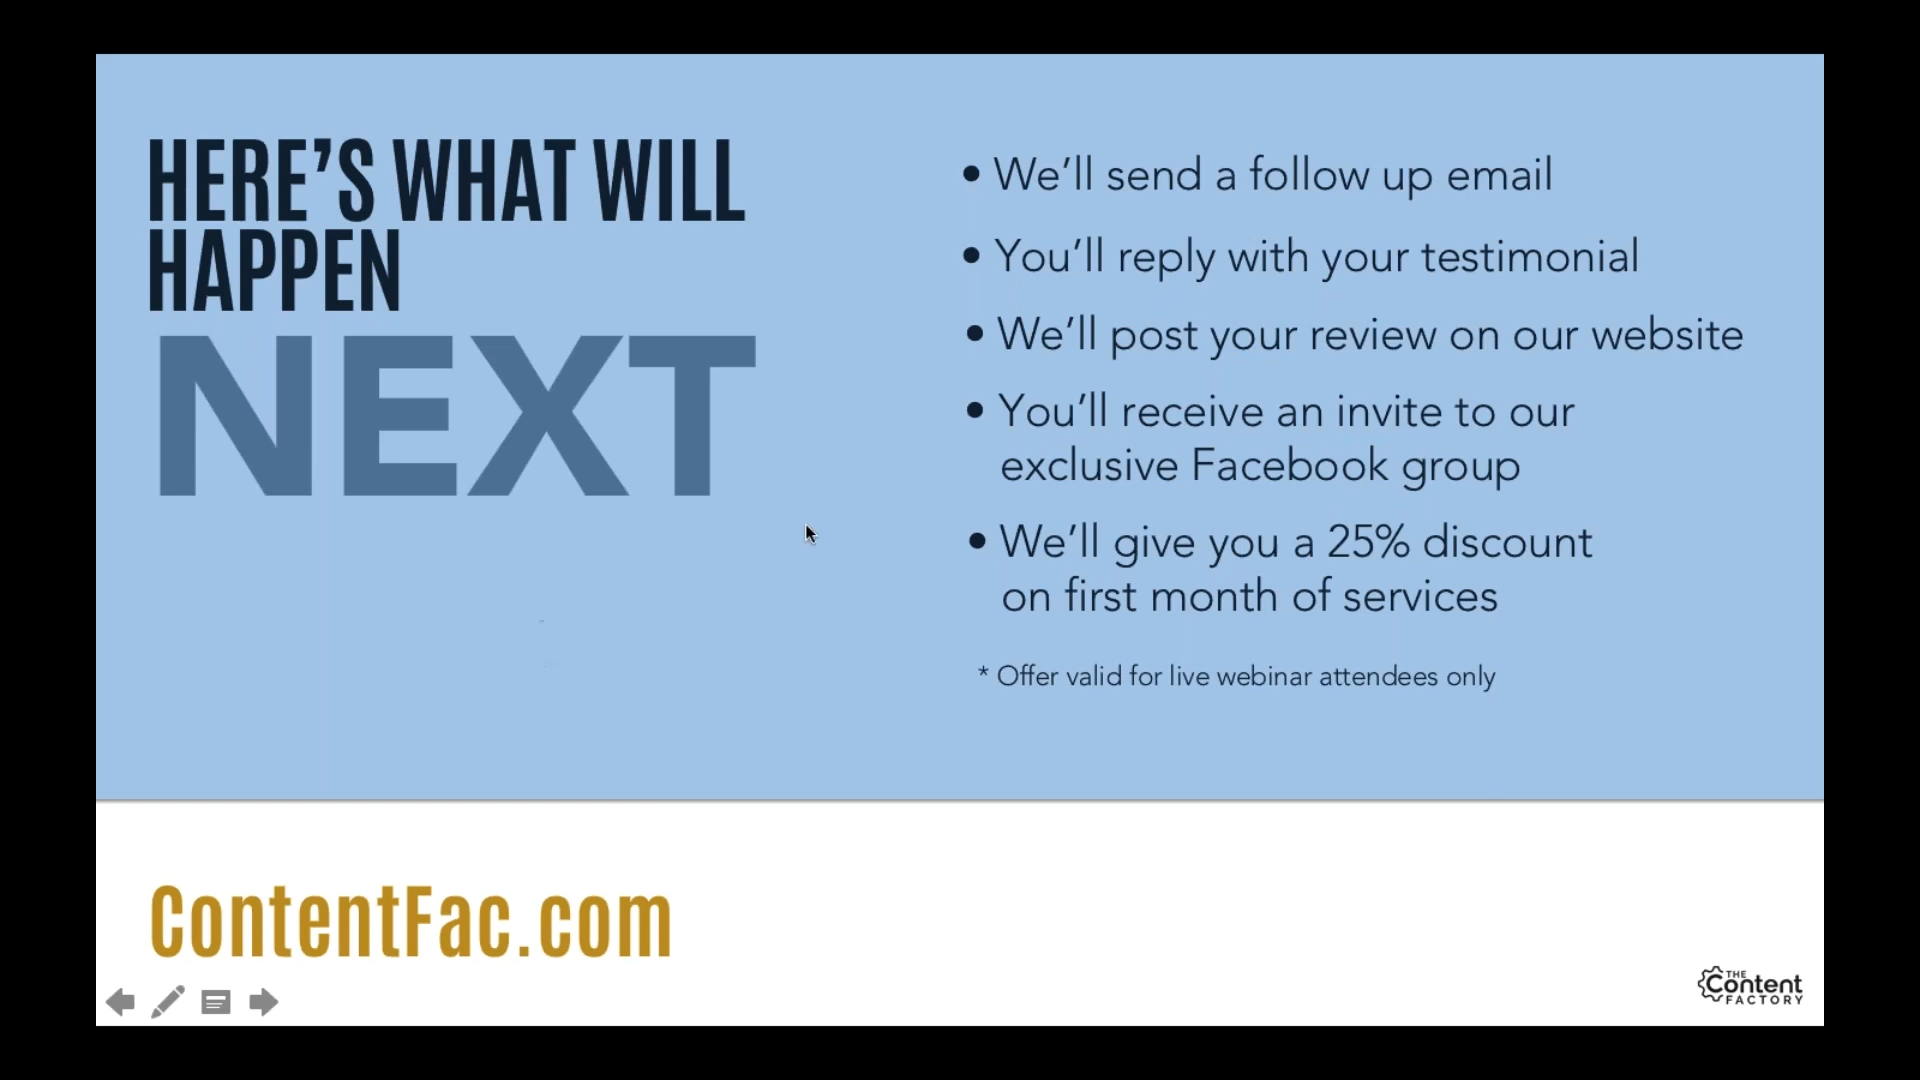 HERE’S WHAT WILL
HAPPEN
NEXT
• We’ll send a follow up email
• You’ll reply with your testimonial
• We’ll post your review on our website
• You’ll receive an invite to our
exclusive Facebook group
• We’ll give you a 25% discount
on first month of services
* Offer valid for live webinar attendees only
ContentFac.com
THE
Content
FACTORY